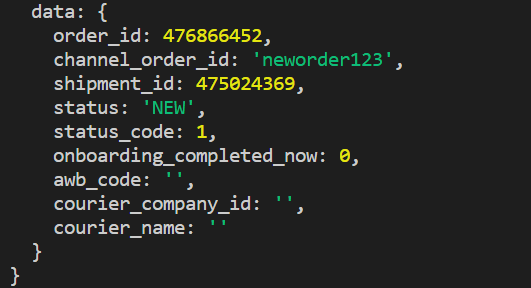 data: {
order_id: 476866452,
channel_order_id: 'neworder123',
shipment_id: 475024369,
status: 'NEW',
status_code: 1,
onboarding_completed_now: 0,
awb_code: '',
courier_company_id: '',
courier_name: ''
}
}